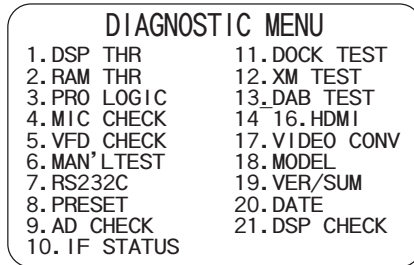 DIAGNOSTIC MENU
1.DSP THR
2.RAM THR
3.PRO LOGIC
4.MIC CHECK
5.VFD CHECK
6.MAN'LTEST
7.RS232C
8.PRESET
9.AD CHECK
10.IF STATUS
11.DOCK TEST
12.XM TEST
13.DAB TEST
14~16.HDMI
17.VIDEO CONV
18.MODEL
19.VER/SUM
20.DATE
21.DSP CHECK